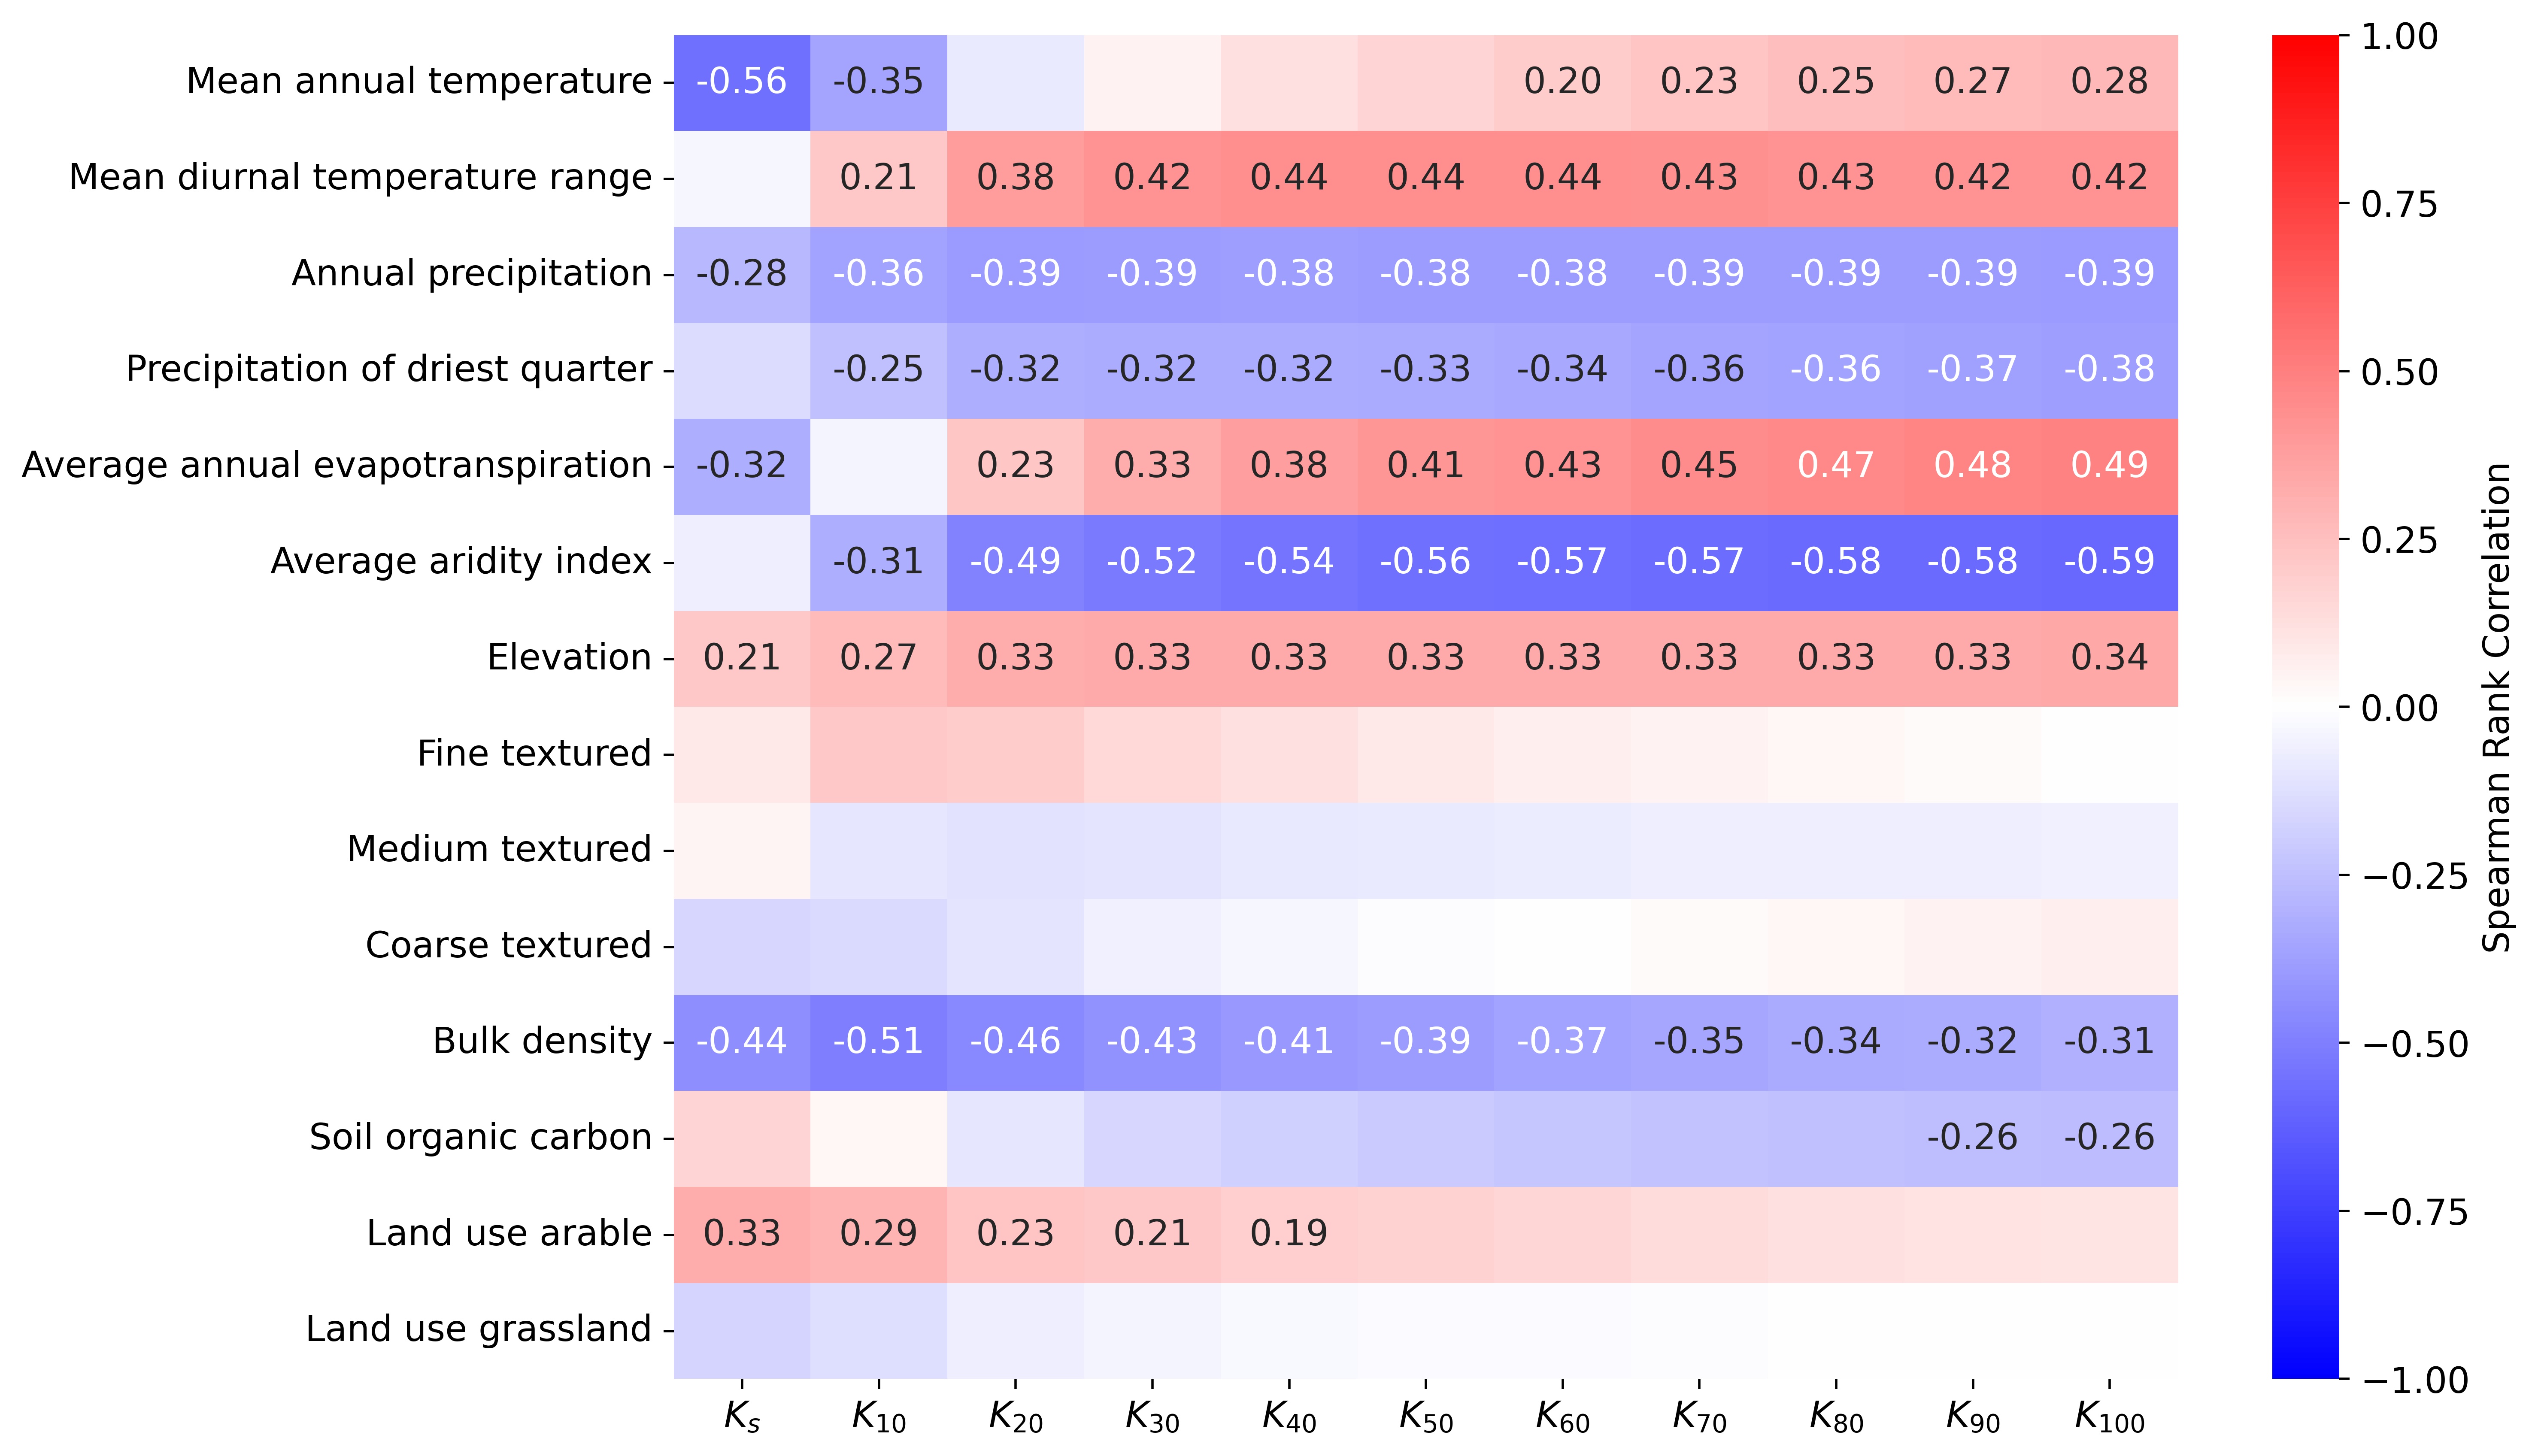 Mean annual temperature -0.56 -0.35 0.20 0.23 0.25 0.27 0.28
Mean diurnal temperature range 0.21 0.38 0.42 0.44 0.44 0.44 0.43 0.43 0.42 0.42
Annual precipitation -0.28 -0.36 -0.39 -0.39 -0.38 -0.38 -0.38 -0.39 -0.39 -0.39 -0.39
Precipitation of driest quarter -0.25 -0.32 -0.32 -0.32 -0.33 -0.34 -0.36 -0.36 -0.37 -0.38
Average annual evapotranspiration -0.32 0.23 0.33 0.38 0.41 0.43 0.45 0.47 0.48 0.49
Average aridity index -0.31 -0.49 -0.52 -0.54 -0.56 -0.57 -0.57 -0.58 -0.58 -0.59
Elevation 0.21 0.27 0.33 0.33 0.33 0.33 0.33 0.33 0.33 0.33 0.34
Fine textured
Medium textured
Coarse textured
Bulk density -0.44 -0.51 -0.46 -0.43 -0.41 -0.39 -0.37 -0.35 -0.34 -0.32 -0.31
Soil organic carbon -0.26 -0.26
Land use arable 0.33 0.29 0.23 0.21 0.19
Land use grassland
K_s K_10 K_20 K_30 K_40 K_50 K_60 K_70 K_80 K_90 K_100
1.00
0.75
0.50
0.25
0.00
−0.25
−0.50
−0.75
−1.00
Spearman Rank Correlation